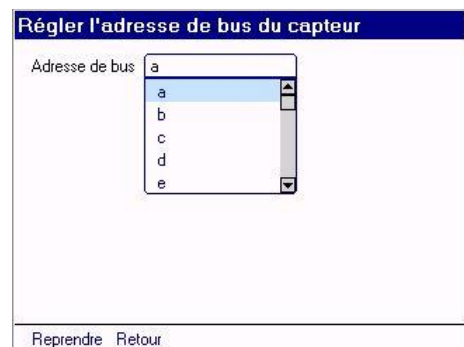 Régler l'adresse de bus du capteur
Adresse de bus a
a
b
c
d
e
Reprendre Retour